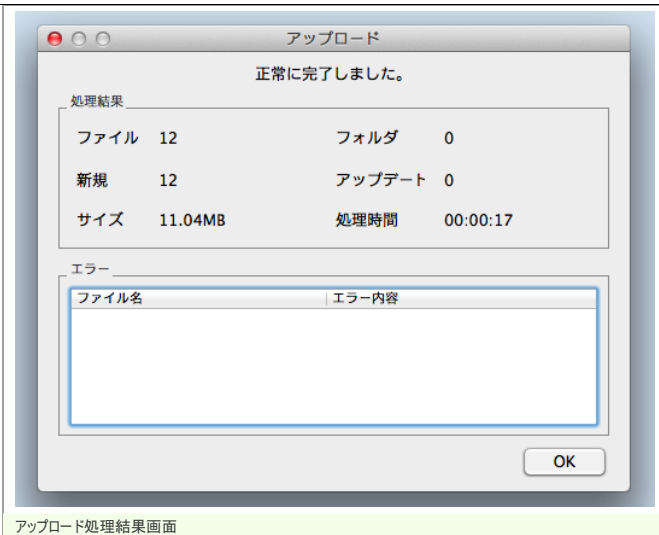 アップロード
正常に完了しました。
処理結果
ファイル 12 フォルダ 0
新規 12 アップデート 0
サイズ 11.04MB 処理時間 00:00:17
エラー
ファイル名 エラー内容
OK
アップロード処理結果画面